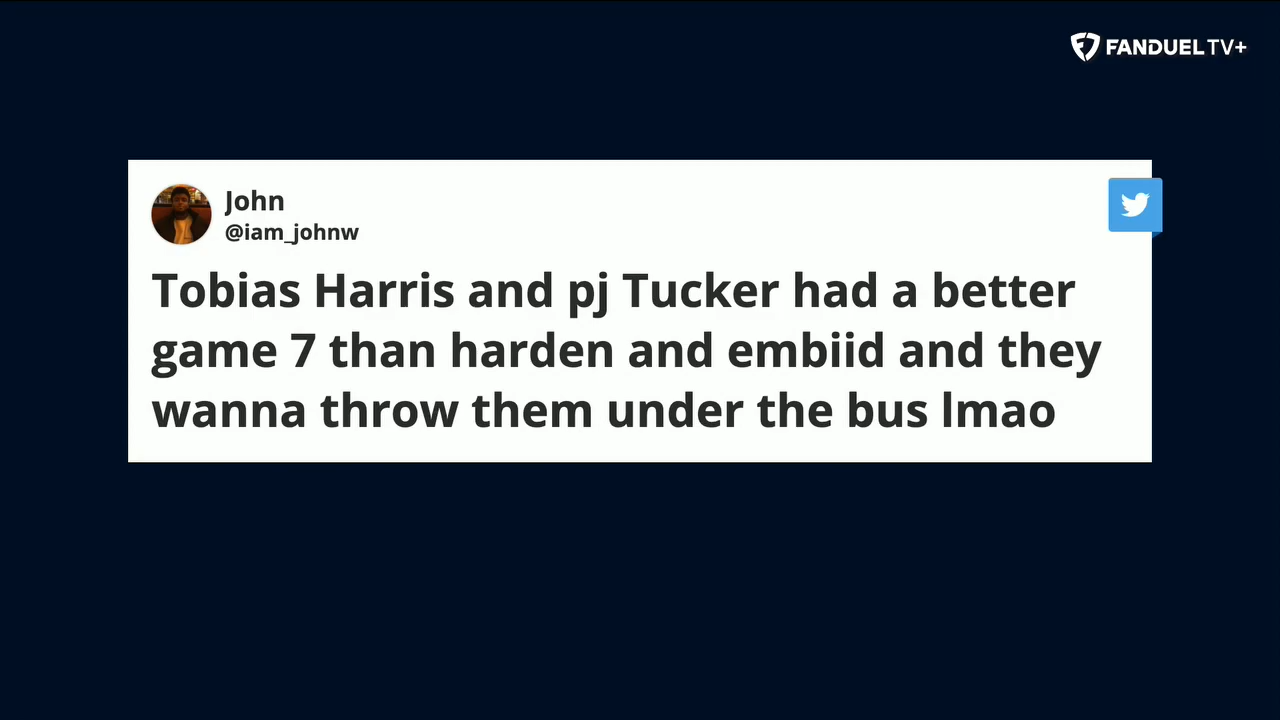 FANDUEL TV+
John
@iam_johnw
Tobias Harris and pj Tucker had a better
game 7 than harden and embiid and they
wanna throw them under the bus lmao